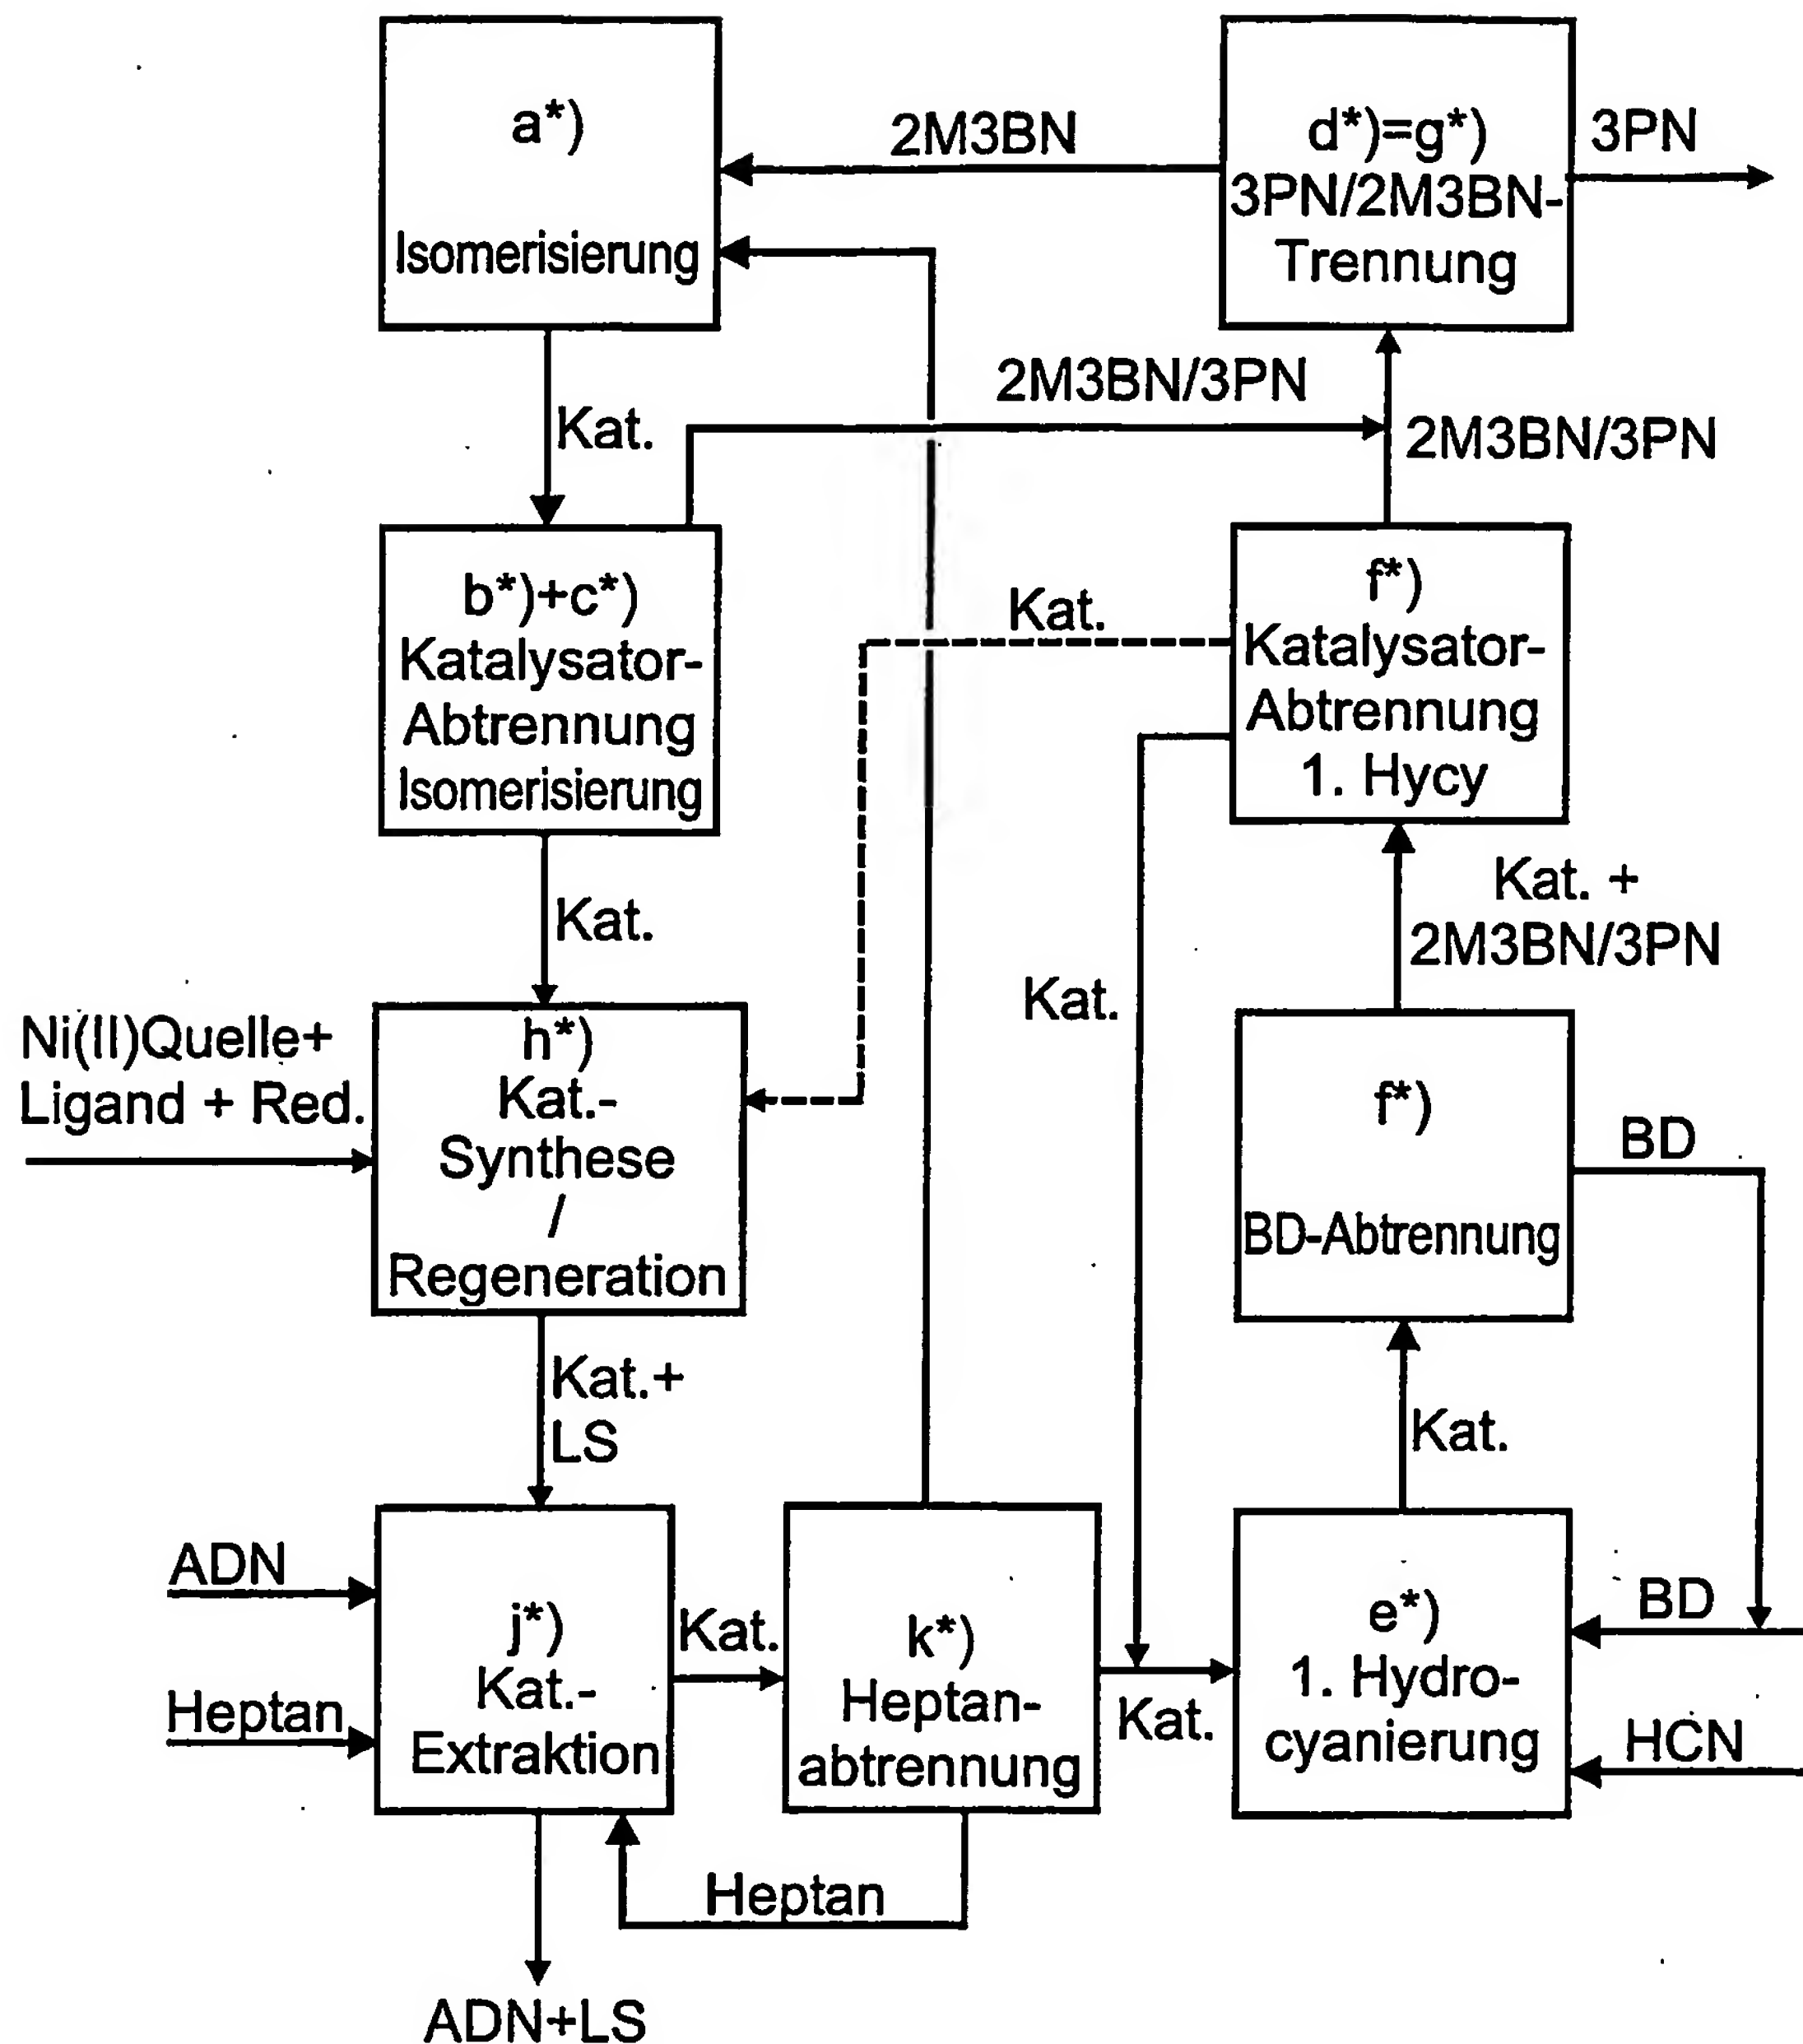 a*)
Isomerisierung
2M3BN
d*)=g*)
3PN/2M3BN-
Trennung
3PN
Kat.
2M3BN/3PN
2M3BN/3PN
b*)+c*)
Katalysator-
Abtrennung
Isomerisierung
Kat.
f*)
Katalysator-
Abtrennung
1. Hycy
Kat.
Kat.
Kat. +
2M3BN/3PN
Ni(II)Quelle+
Ligand + Red.
h*)
Kat.-
Synthese
/
Regeneration
f*)
BD-Abtrennung
BD
Kat.+
LS
Kat.
ADN
Heptan
j*)
Kat.-
Extraktion
Kat.
k*)
Heptan-
abtrennung
Kat.
e*)
1. Hydro-
cyanierung
BD
HCN
Heptan
ADN+LS